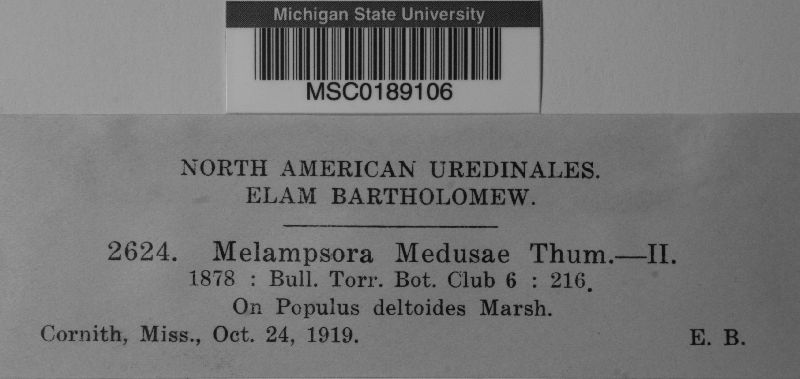 Michigan State University
MSC0189106
NORTH AMERICAN UREDINALES.
ELAM BARTHOLOMEW.
2624. Melampsora Medusae Thum.—II.
1878 : Bull. Torr. Bot. Club 6 : 216.
On Populus deltoides Marsh.
Cornith, Miss., Oct. 24, 1919. E. B.